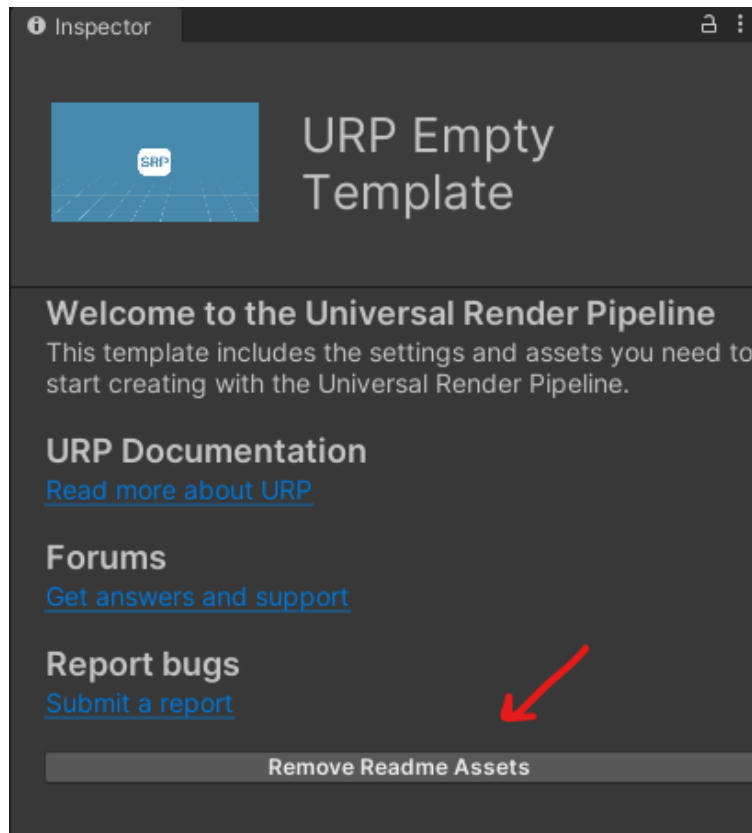 Inspector
SRP
URP Empty
Template
Welcome to the Universal Render Pipeline
This template includes the settings and assets you need to
start creating with the Universal Render Pipeline.
URP Documentation
Read more about URP
Forums
Get answers and support
Report bugs
Submit a report
Remove Readme Assets